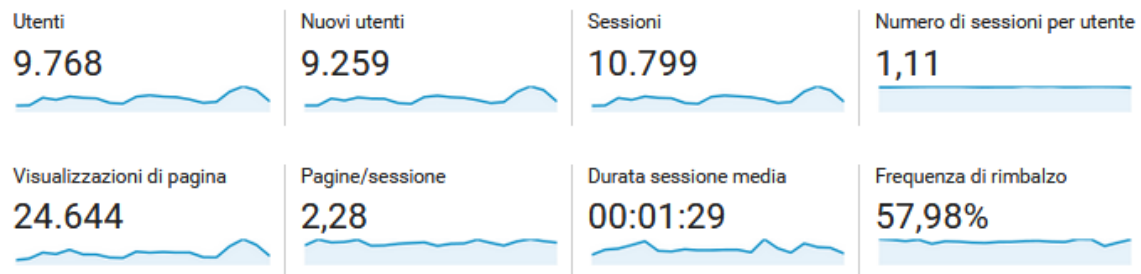 Utenti
9.768
Nuovi utenti
9.259
Sessioni
10.799
Numero di sessioni per utente
1,11
Visualizzazioni di pagina
24.644
Pagine/sessione
2,28
Durata sessione media
00:01:29
Frequenza di rimbalzo
57,98%